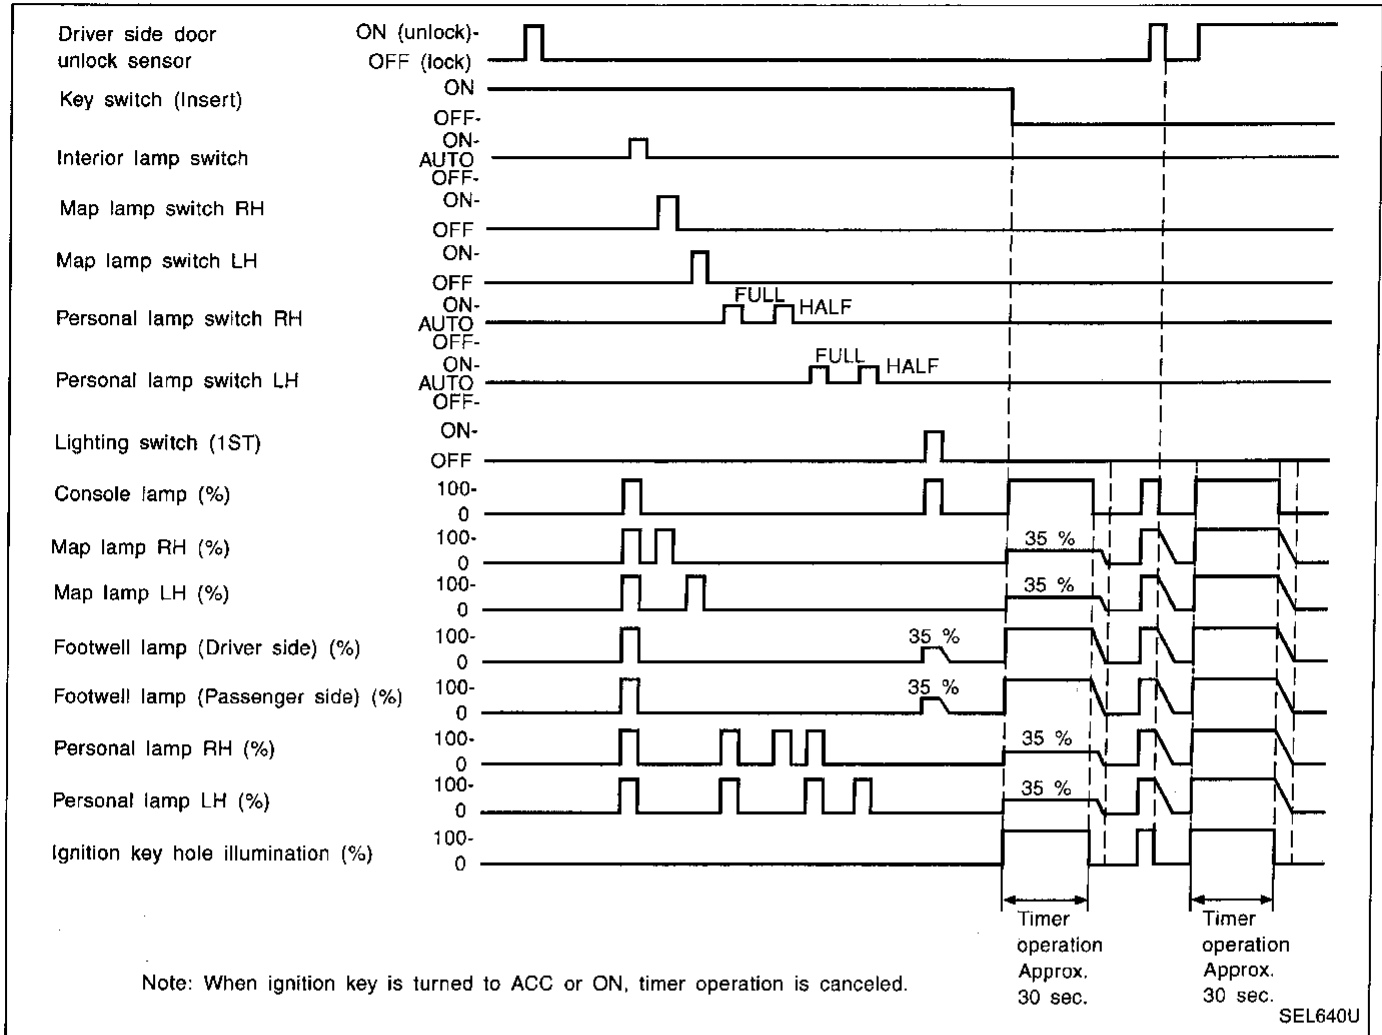 Driver side door ON (unlock)-
unlock sensor OFF (lock)
Key switch (Insert) ON
OFF-
Interior lamp switch ON-
AUTO
OFF-
Map lamp switch RH ON-
OFF
Map lamp switch LH ON-
OFF
Personal lamp switch RH ON- FULL HALF
AUTO
OFF-
Personal lamp switch LH ON- FULL HALF
AUTO
OFF-
Lighting switch (1ST) ON-
OFF
Console lamp (%) 100-
0
Map lamp RH (%) 100- 35 %
0
Map lamp LH (%) 100- 35 %
0
Footwell lamp (Driver side) (%) 100- 35 %
0
Footwell lamp (Passenger side) (%) 100- 35 %
0
Personal lamp RH (%) 100- 35 %
0
Personal lamp LH (%) 100- 35 %
0
Ignition key hole illumination (%) 100-
0
Timer
operation
Approx.
30 sec.
Timer
operation
Approx.
30 sec.
Note: When ignition key is turned to ACC or ON, timer operation is canceled.
SEL640U